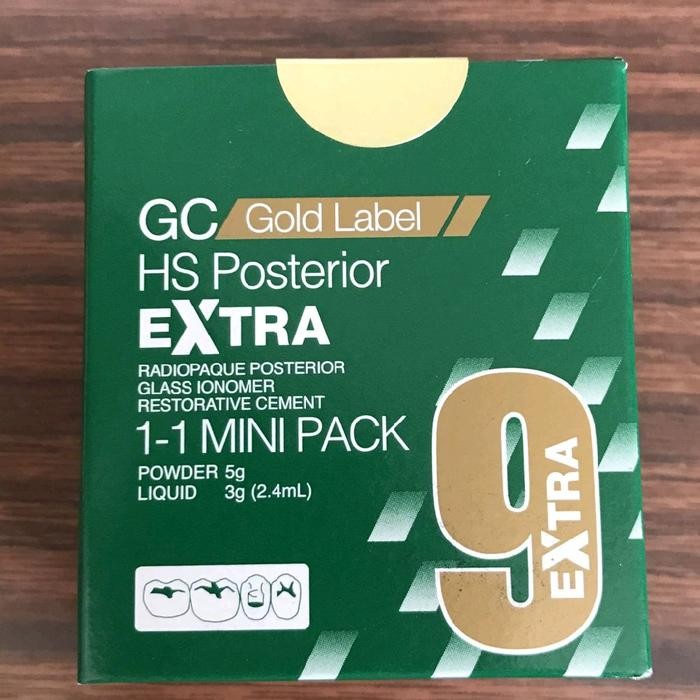 GC Gold Label
HS Posterior
EXTRA
RADIOPAQUE POSTERIOR
GLASS IONOMER
RESTORATIVE CEMENT
1-1 MINI PACK
POWDER 5g
LIQUID 3g (2.4mL)
9
EXTRA